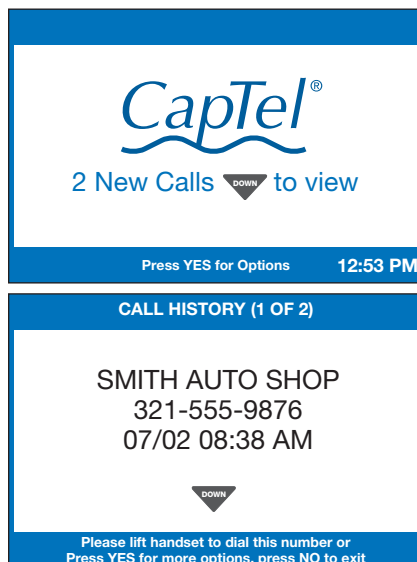 CapTel®
2 New Calls DOWN to view
Press YES for Options 12:53 PM
CALL HISTORY (1 OF 2)
SMITH AUTO SHOP
321-555-9876
07/02 08:38 AM
DOWN
Please lift handset to dial this number or
Press YES for more options, press NO to exit